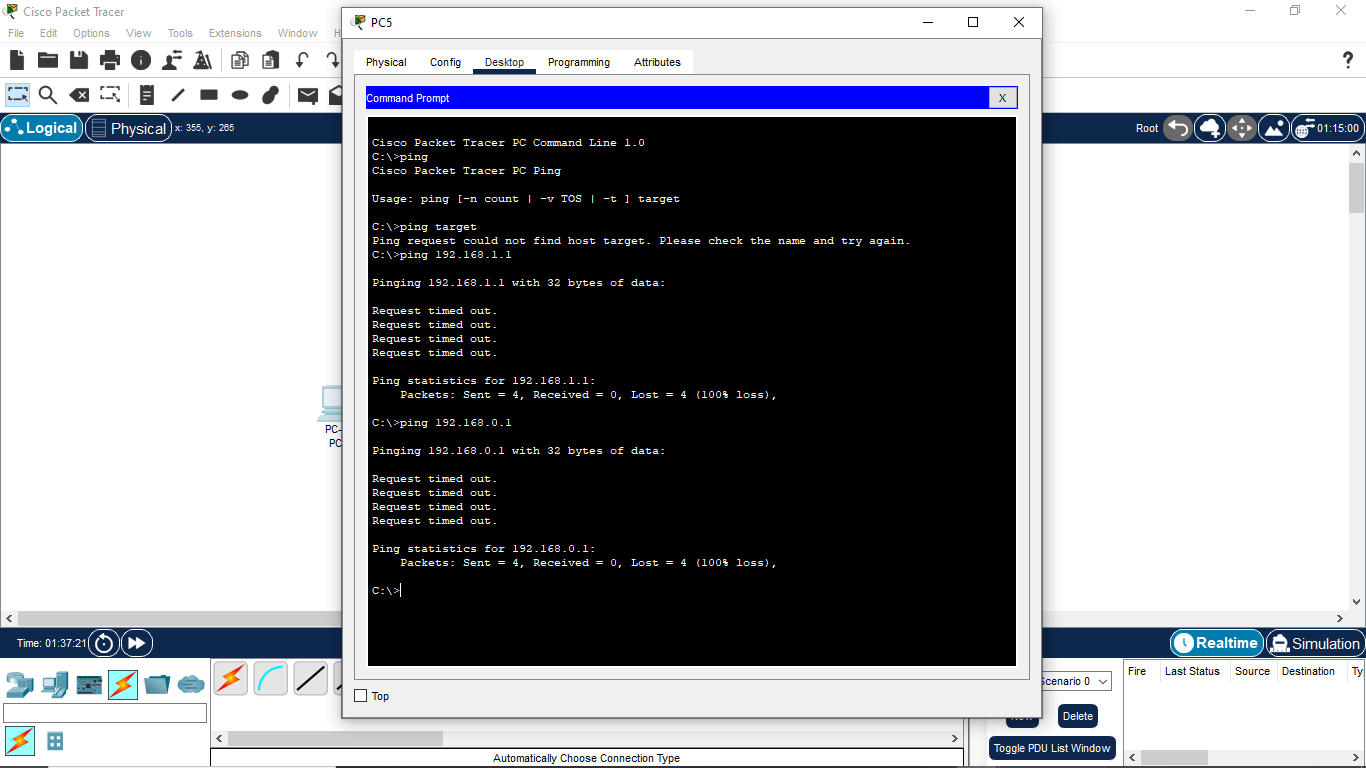 Cisco Packet Tracer
File Edit Options View Tools Extensions Window H
?
Logical Physical x: 355, y: 265
Root 01:15:00
PC5
Physical Config Desktop Programming Attributes
Command Prompt X
Cisco Packet Tracer PC Command Line 1.0
C:\>ping
Cisco Packet Tracer PC Ping
Usage: ping [-n count | -v TOS | -t ] target
C:\>ping target
Ping request could not find host target. Please check the name and try again.
C:\>ping 192.168.1.1
Pinging 192.168.1.1 with 32 bytes of data:
Request timed out.
Request timed out.
Request timed out.
Request timed out.
Ping statistics for 192.168.1.1:
Packets: Sent = 4, Received = 0, Lost = 4 (100% loss),
C:\>ping 192.168.0.1
Pinging 192.168.0.1 with 32 bytes of data:
Request timed out.
Request timed out.
Request timed out.
Request timed out.
Ping statistics for 192.168.0.1:
Packets: Sent = 4, Received = 0, Lost = 4 (100% loss),
C:\>
Top
PC-
PC
Time: 01:37:21
Realtime Simulation
Scenario 0
Delete
Toggle PDU List Window
Fire Last Status Source Destination Ty
Automatically Choose Connection Type